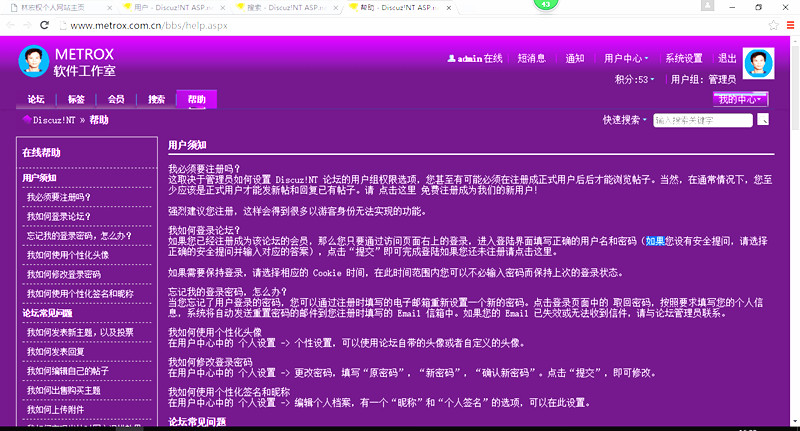 用户 - Discuz!NT ASP.n
搜索 - Discuz!NT ASP.n
帮助 - Discuz!NT ASP.n
43
www.metrox.com.cn/bbs/help.aspx
METROX
软件工作室
admin 在线 短消息 通知 用户中心 系统设置 退出
积分:53 用户组: 管理员
论坛 标签 会员 搜索 帮助
我的中心
Discuz!NT » 帮助
快速搜索 输入搜索关键字
在线帮助
用户须知
我必须要注册吗?
我如何登录论坛?
忘记我的登录密码，怎么办?
我如何使用个性化头像
我如何修改登录密码
我如何使用个性化签名和昵称
论坛常见问题
我如何发表新主题，以及投票
我如何发表回复
我如何编辑自己的帖子
我如何出售购买主题
我如何上传附件
用户须知
我必须要注册吗?
这取决于管理员如何设置 Discuz!NT 论坛的用户组权限选项，您甚至有可能必须在注册成正式用户后后才能浏览帖子。当然，在通常情况下，您至
少应该是正式用户才能发新帖和回复已有帖子。请 点击这里 免费注册成为我们的新用户!
强烈建议您注册，这样会得到很多以游客身份无法实现的功能。
我如何登录论坛?
如果您已经注册成为该论坛的会员，那么您只要通过访问页面右上的登录，进入登陆界面填写正确的用户名和密码（如果您设有安全提问，请选择
正确的安全提问并输入对应的答案），点击“提交”即可完成登陆如果您还未注册请点击这里。
如果需要保持登录，请选择相应的 Cookie 时间，在此时间范围内您可以不必输入密码而保持上次的登录状态。
忘记我的登录密码，怎么办?
当您忘记了用户登录的密码，您可以通过注册时填写的电子邮箱重新设置一个新的密码。点击登录页面中的 取回密码，按照要求填写您的个人信
息，系统将自动发送重置密码的邮件到您注册时填写的 Email 信箱中。如果您的 Email 已失效或无法收到信件，请与论坛管理员联系。
我如何使用个性化头像
在用户中心中的 个人设置 -> 个性设置，可以使用论坛自带的头像或者自定义的头像。
我如何修改登录密码
在用户中心中的 个人设置 -> 更改密码，填写“原密码”，“新密码”，“确认新密码”。点击“提交”，即可修改。
我如何使用个性化签名和昵称
在用户中心中的 个人设置 -> 编辑个人档案，有一个“昵称”和“个人签名”的选项，可以在此设置。
论坛常见问题